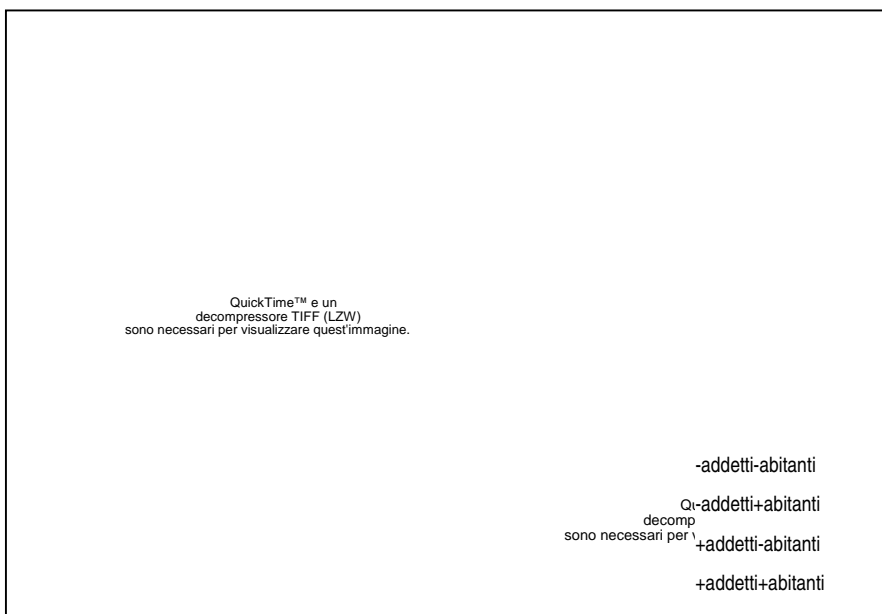 QuickTime™ e un
decompressore TIFF (LZW)
sono necessari per visualizzare quest'immagine.
-addetti-abitanti
-addetti+abitanti
decomp
sono necessari per
+addetti-abitanti
+addetti+abitanti